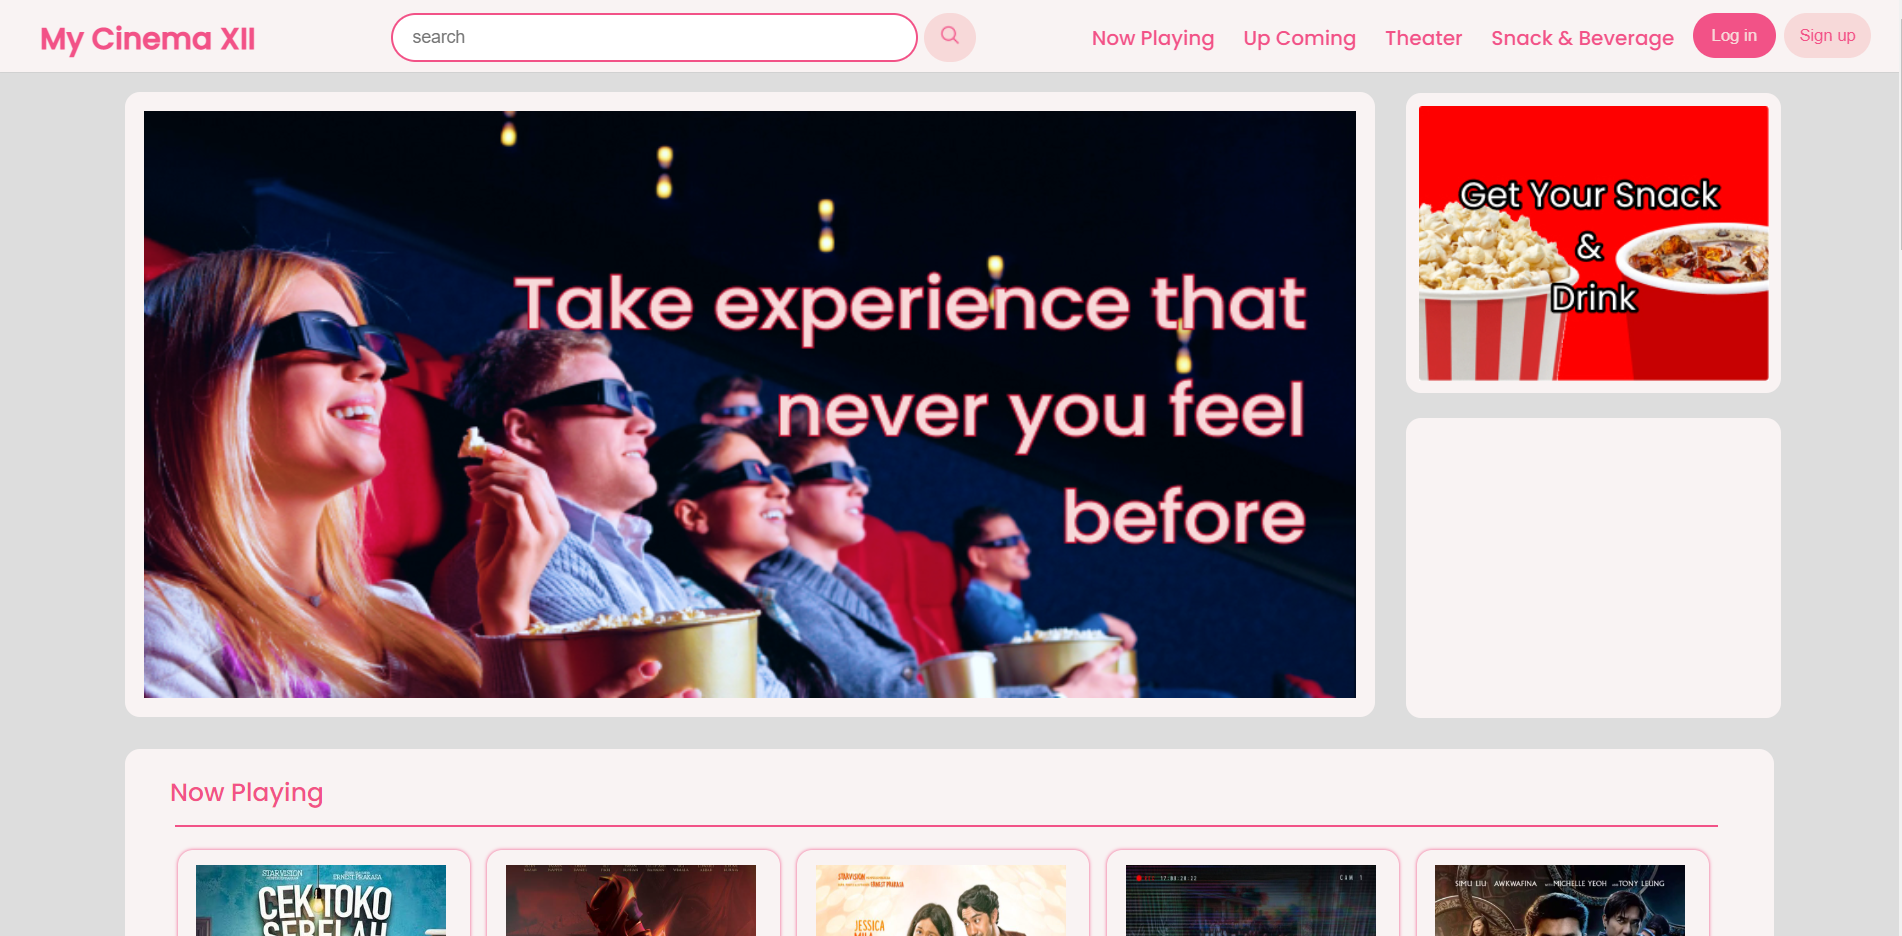 My Cinema XII
search
Now Playing
Up Coming
Theater
Snack & Beverage
Log in
Sign up
Take experience that
never you feel
before
Get Your Snack
&
Drink
Now Playing
STARVISION
ERNEST PRAKASA
CEK TOKO
SEBELAH
STARVISION
ERNEST PRAKASA
JESSICA
CAM 1
SIMU LIU AWKWAFINA MICHELLE YEOH TONY LEUNG